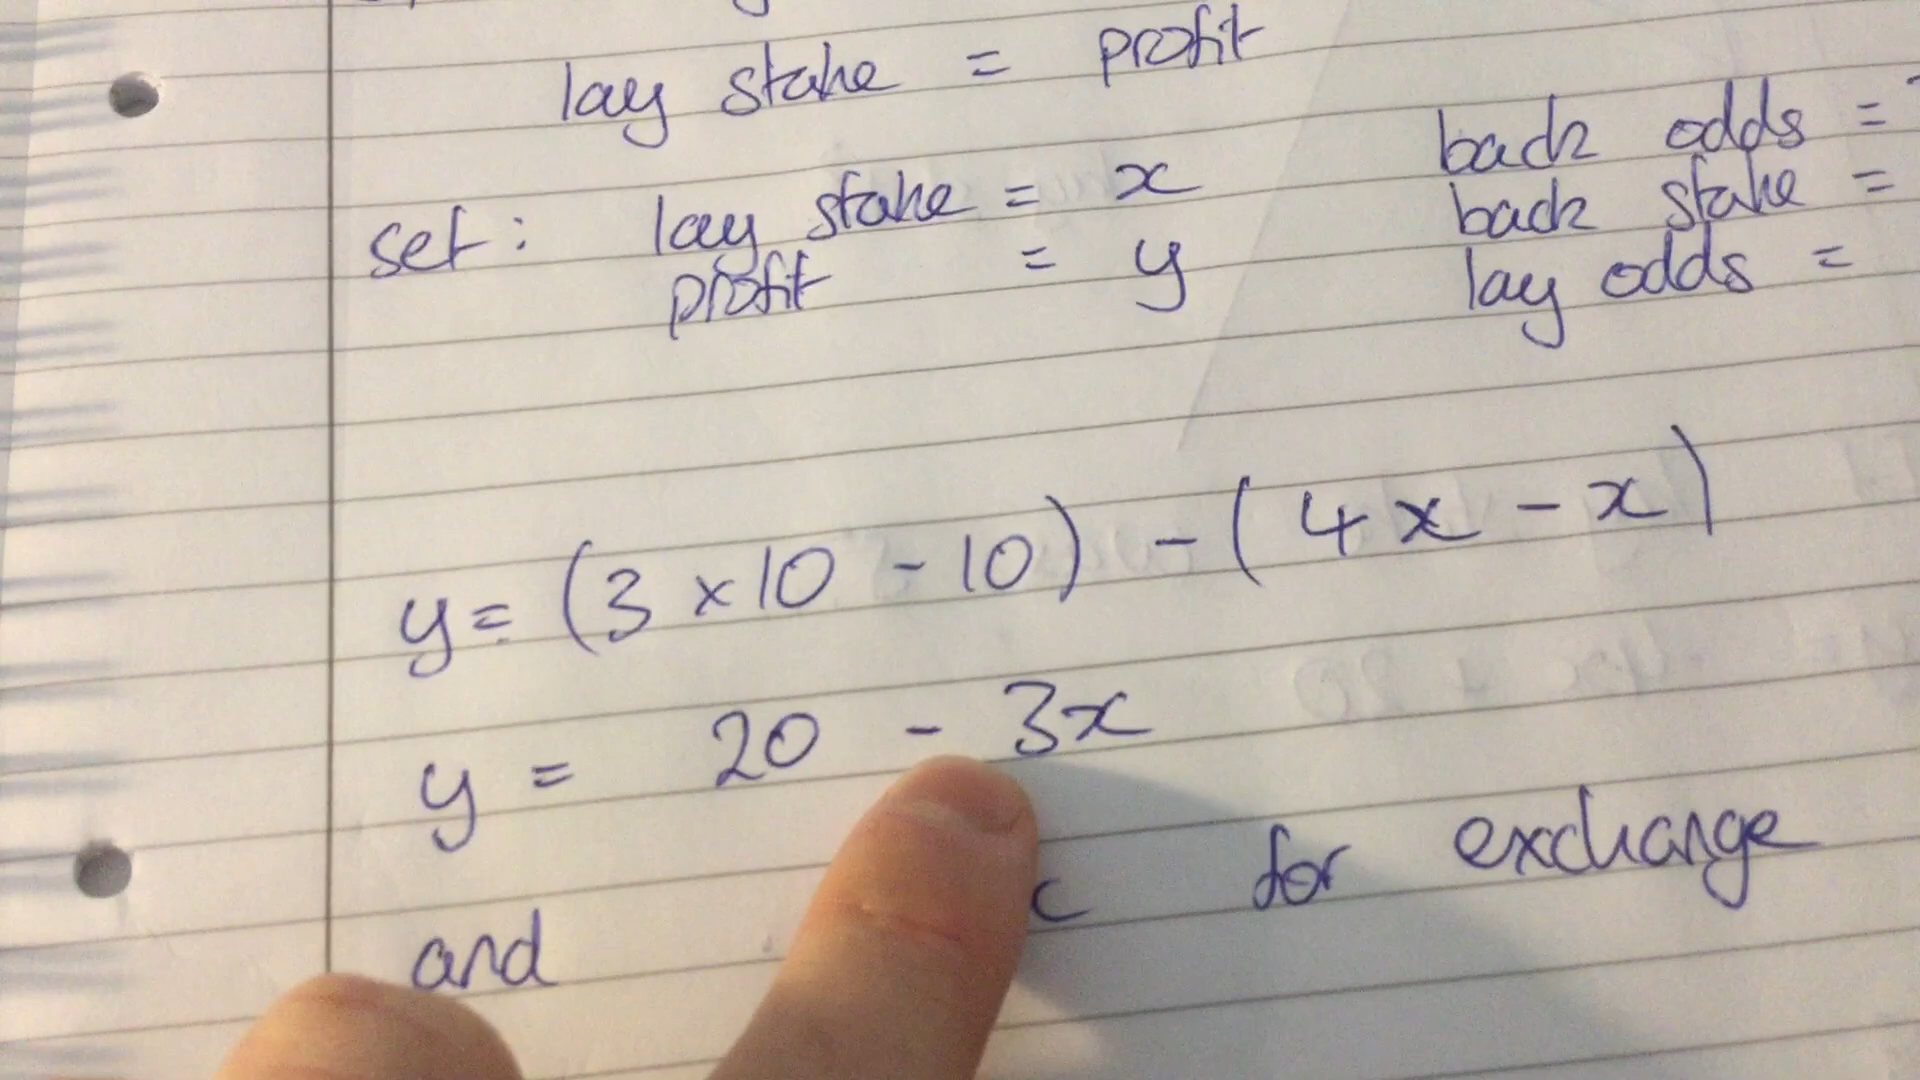 lay stake = profit
set: lay stake = x
profit = y
back odds =
back stake =
lay odds =
y = (3 x 10 - 10) - (4x - x)
y = 20 - 3x
and
for exchange